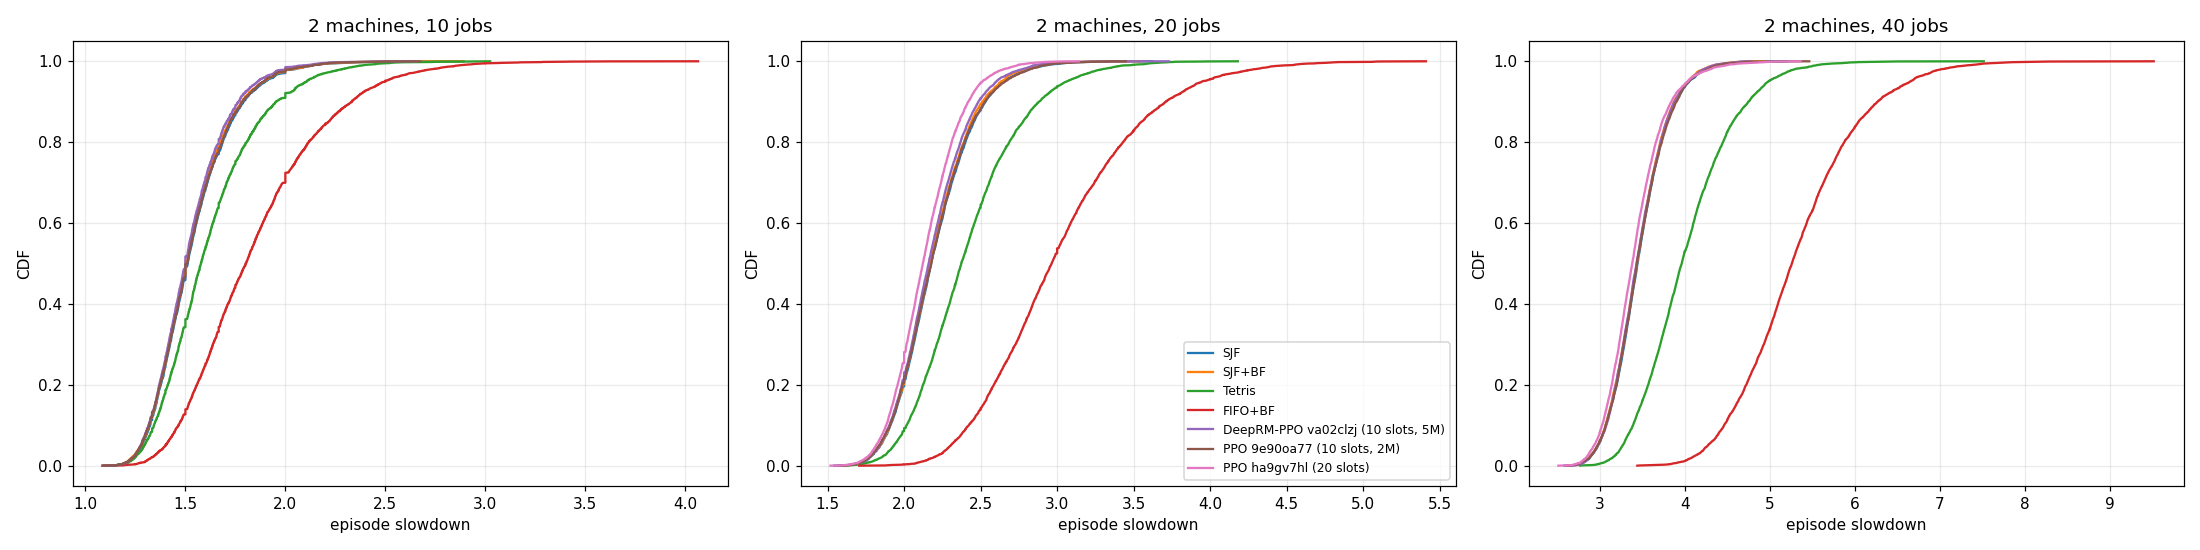 2 machines, 10 jobs
CDF
1.0
0.8
0.6
0.4
0.2
0.0
1.0 1.5 2.0 2.5 3.0 3.5 4.0
episode slowdown
2 machines, 20 jobs
CDF
1.0
0.8
0.6
0.4
0.2
0.0
SJF
SJF+BF
Tetris
FIFO+BF
DeepRM-PPO va02clzj (10 slots, 5M)
PPO 9e90oa77 (10 slots, 2M)
PPO ha9gv7hl (20 slots)
1.5 2.0 2.5 3.0 3.5 4.0 4.5 5.0 5.5
episode slowdown
2 machines, 40 jobs
CDF
1.0
0.8
0.6
0.4
0.2
0.0
3 4 5 6 7 8 9
episode slowdown